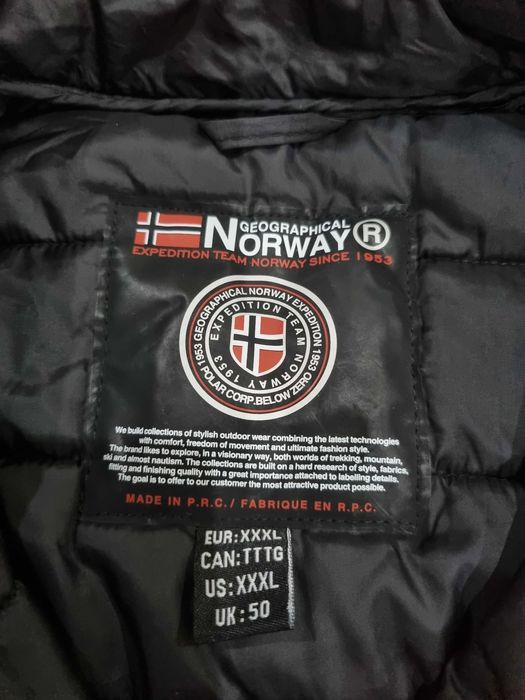 GEOGRAPHICAL
NORWAY®
EXPEDITION TEAM NORWAY SINCE 1953
1953 GEOGRAPHICAL NORWAY EXPEDITION 1953
POLAR CORP. BELOW ZERO
EXPEDITION TEAM
NORWAY 1953
We build collections of stylish outdoor wear combining the latest technologies
with comfort, freedom of movement and ultimate fashion style.
The brand likes to explore, in a visionary way, both worlds of trekking, mountain,
ski and almost nautism. The collections are built on a hard research of style, fabrics,
fitting and finishing quality with a great importance attached to labelling details.
The goal is to offer to our customer the most attractive product possible.
MADE IN P.R.C./ FABRIQUE EN R.P.C.
EUR:XXXL
CAN:TTTG
US:XXXL
UK:50